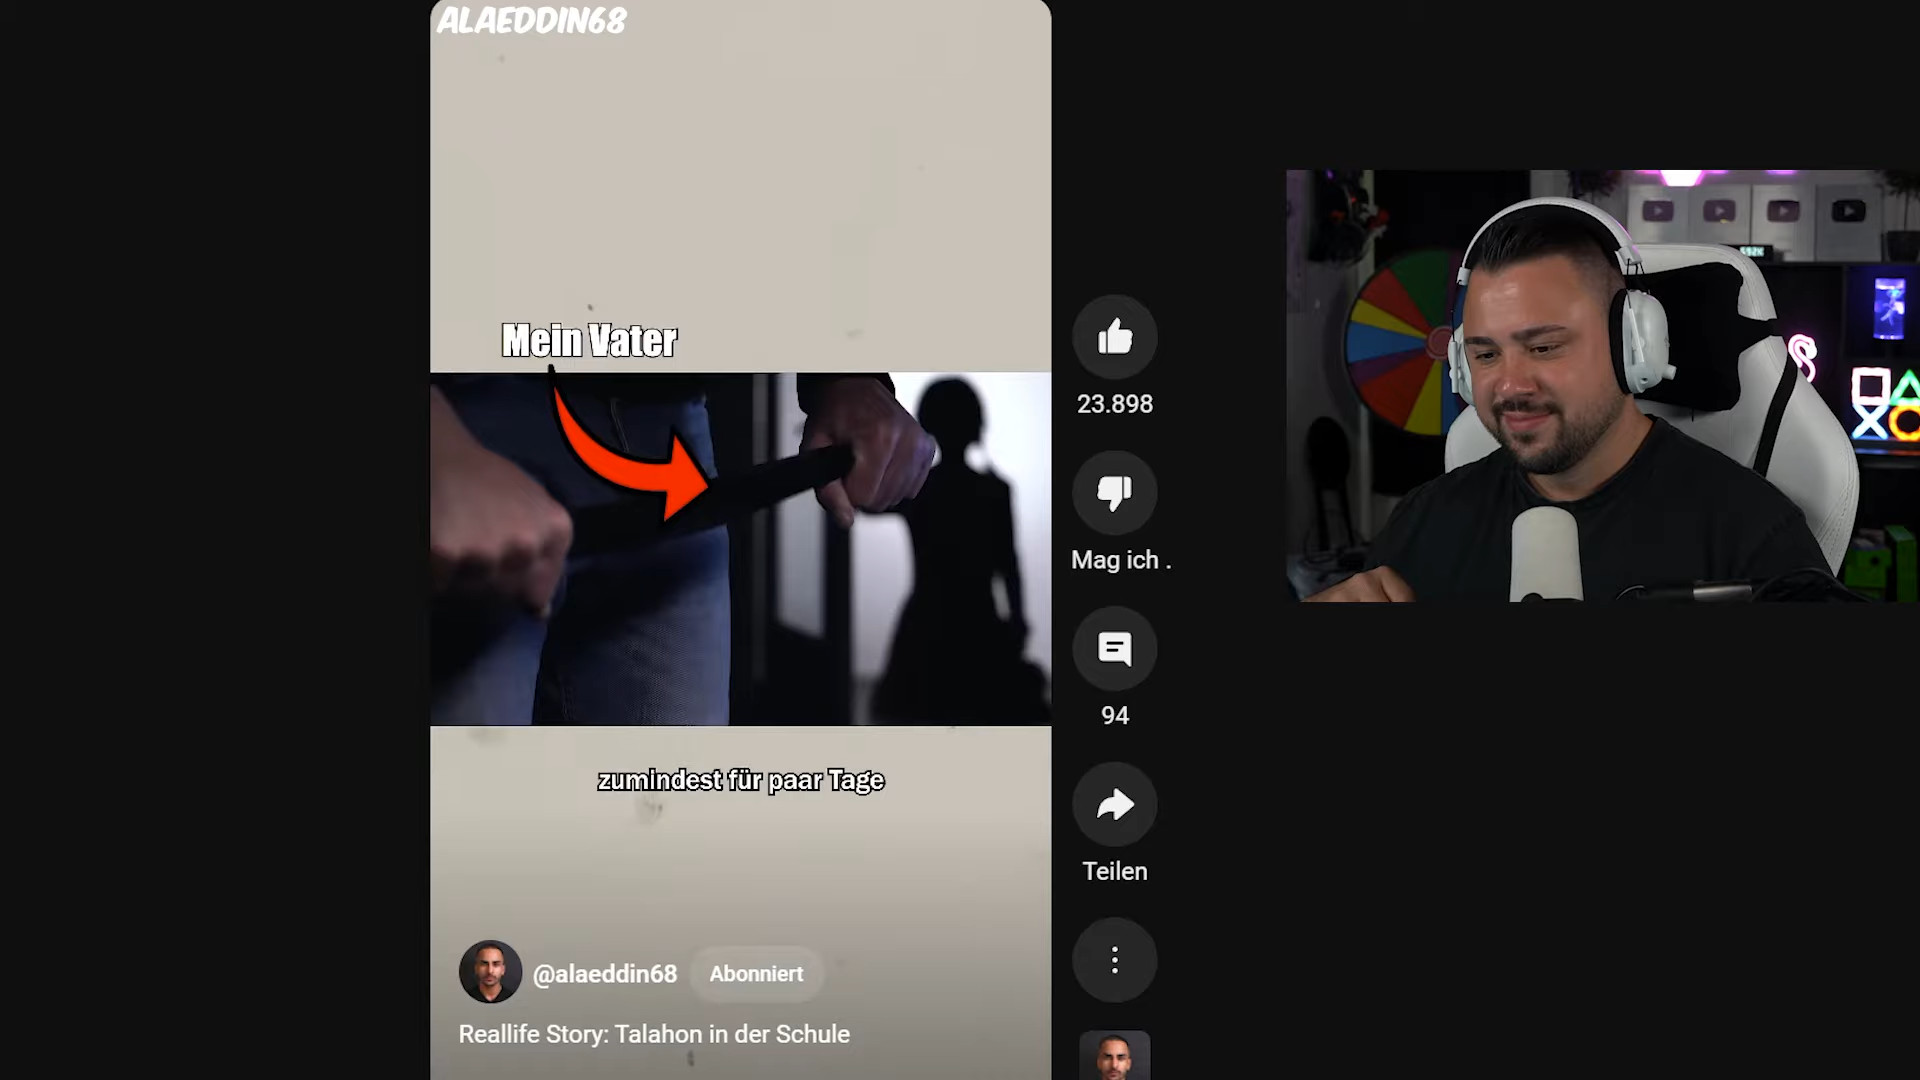 ALAEDDIN68
Mein Vater
zumindest für paar Tage
23.898
Mag ich .
94
Teilen
@alaeddin68
Abonniert
Reallife Story: Talahon in der Schule